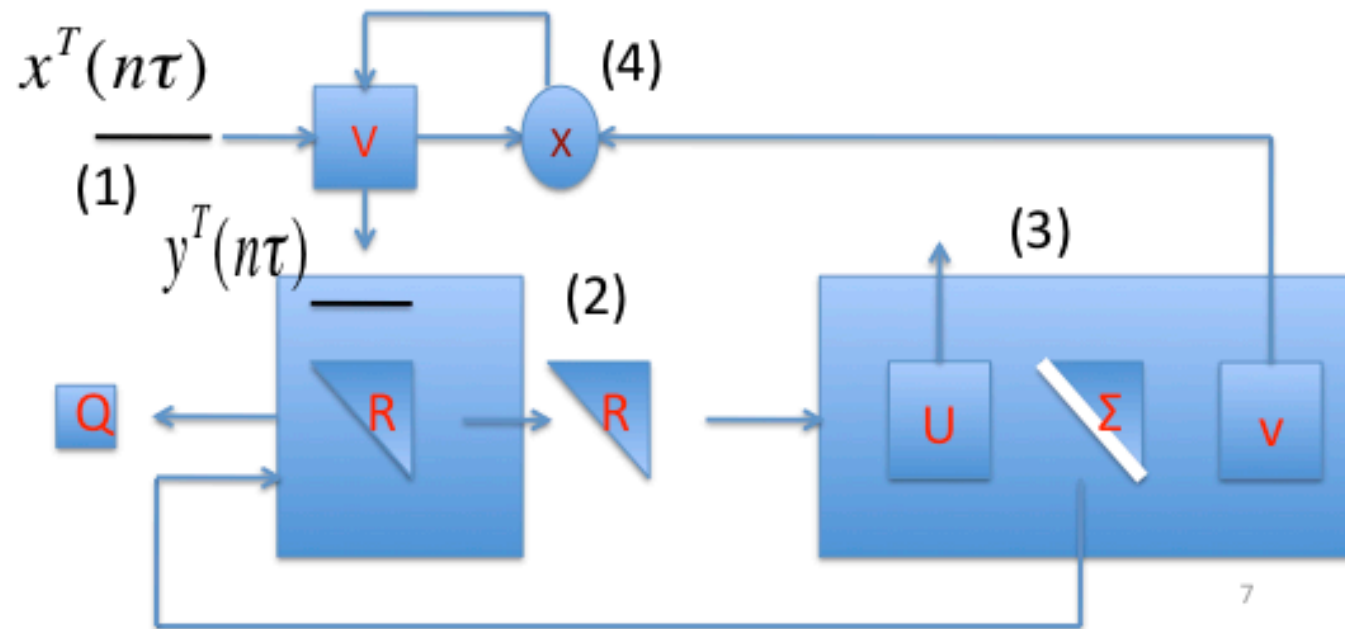 x^T(nτ)
(4)
V
X
(1)
y^T(nτ)
(3)
(2)
Q
R
R
U
Σ
v
7